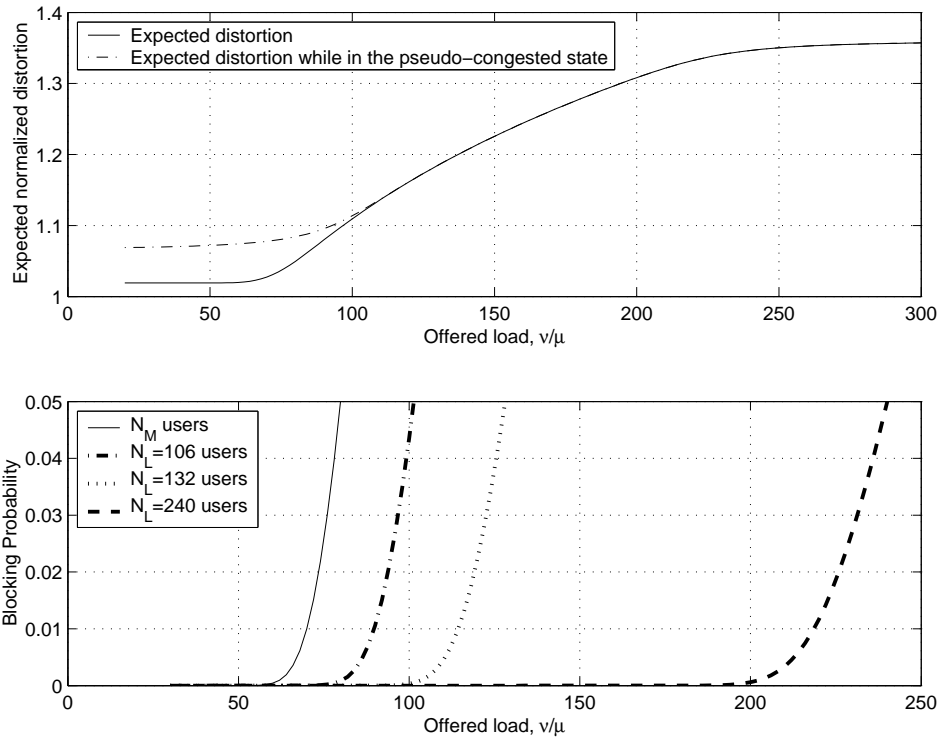 1.4
1.3
1.2
1.1
1
Expected normalized distortion
Expected distortion
Expected distortion while in the pseudo−congested state
0 50 100 150 200 250 300
Offered load, ν/μ
0.05
0.04
0.03
0.02
0.01
0
Blocking Probability
N_M users
N_L=106 users
N_L=132 users
N_L=240 users
0 50 100 150 200 250
Offered load, ν/μ